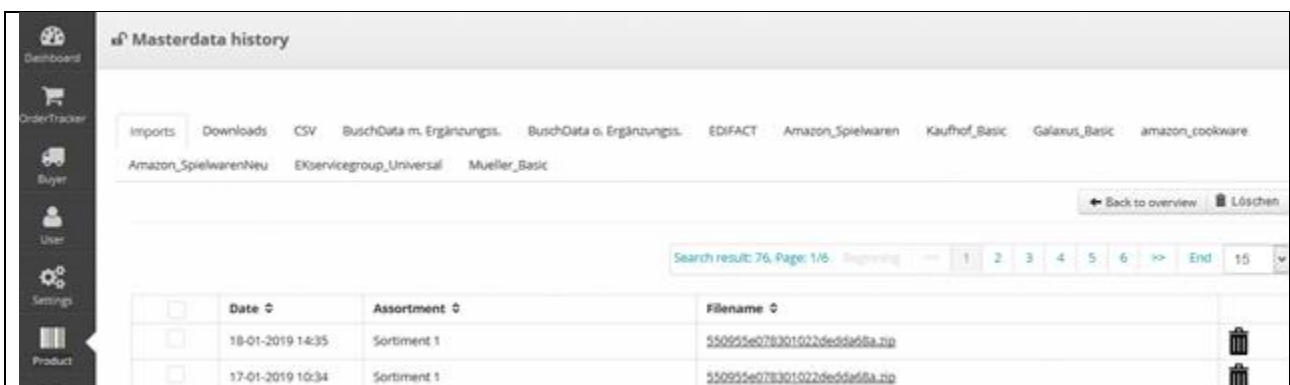 Masterdata history
Dashboard
OrderTracker
Buyer
User
Settings
Product
Imports Downloads CSV BuschData m. Ergänzungss. BuschData o. Ergänzungss. EDIFACT Amazon_Spielwaren Kaufhof_Basic Galaxus_Basic amazon_cookware
Amazon_SpielwarenNeu EKservicegroup_Universal Mueller_Basic
Back to overview Löschen
Search result: 76, Page: 1/6 Beginning 1 2 3 4 5 6 >> End 15
Date Assortment Filename
18-01-2019 14:35 Sortiment 1 550955e078301022dedda68a.zip
17-01-2019 10:34 Sortiment 1 550955e078301022dedda68a.zip